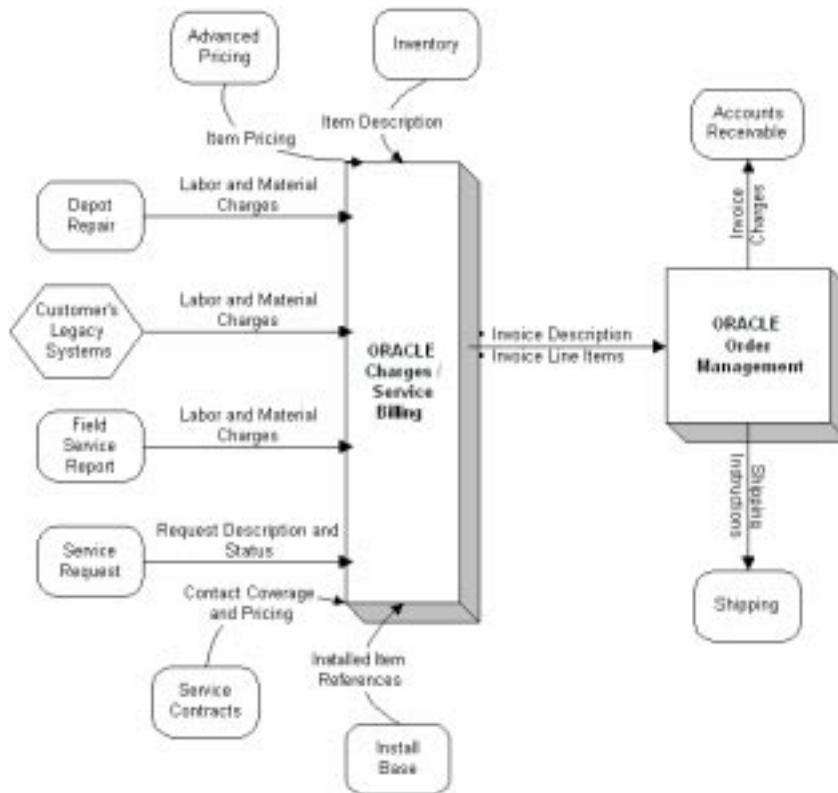 Advanced
Pricing
Inventory
Item Pricing
Item Description
Accounts
Receivable
Invoice
Charges
Depot
Repair
Labor and Material
Charges
Customer's
Legacy
Systems
Labor and Material
Charges
ORACLE
Charges /
Service
Billing
• Invoice Description
• Invoice Line Items
ORACLE
Order
Management
Field
Service
Report
Labor and Material
Charges
Shipping
Instructions
Service
Request
Request Description and
Status
Contact Coverage
and Pricing
Shipping
Service
Contracts
Installed Item
References
Install
Base